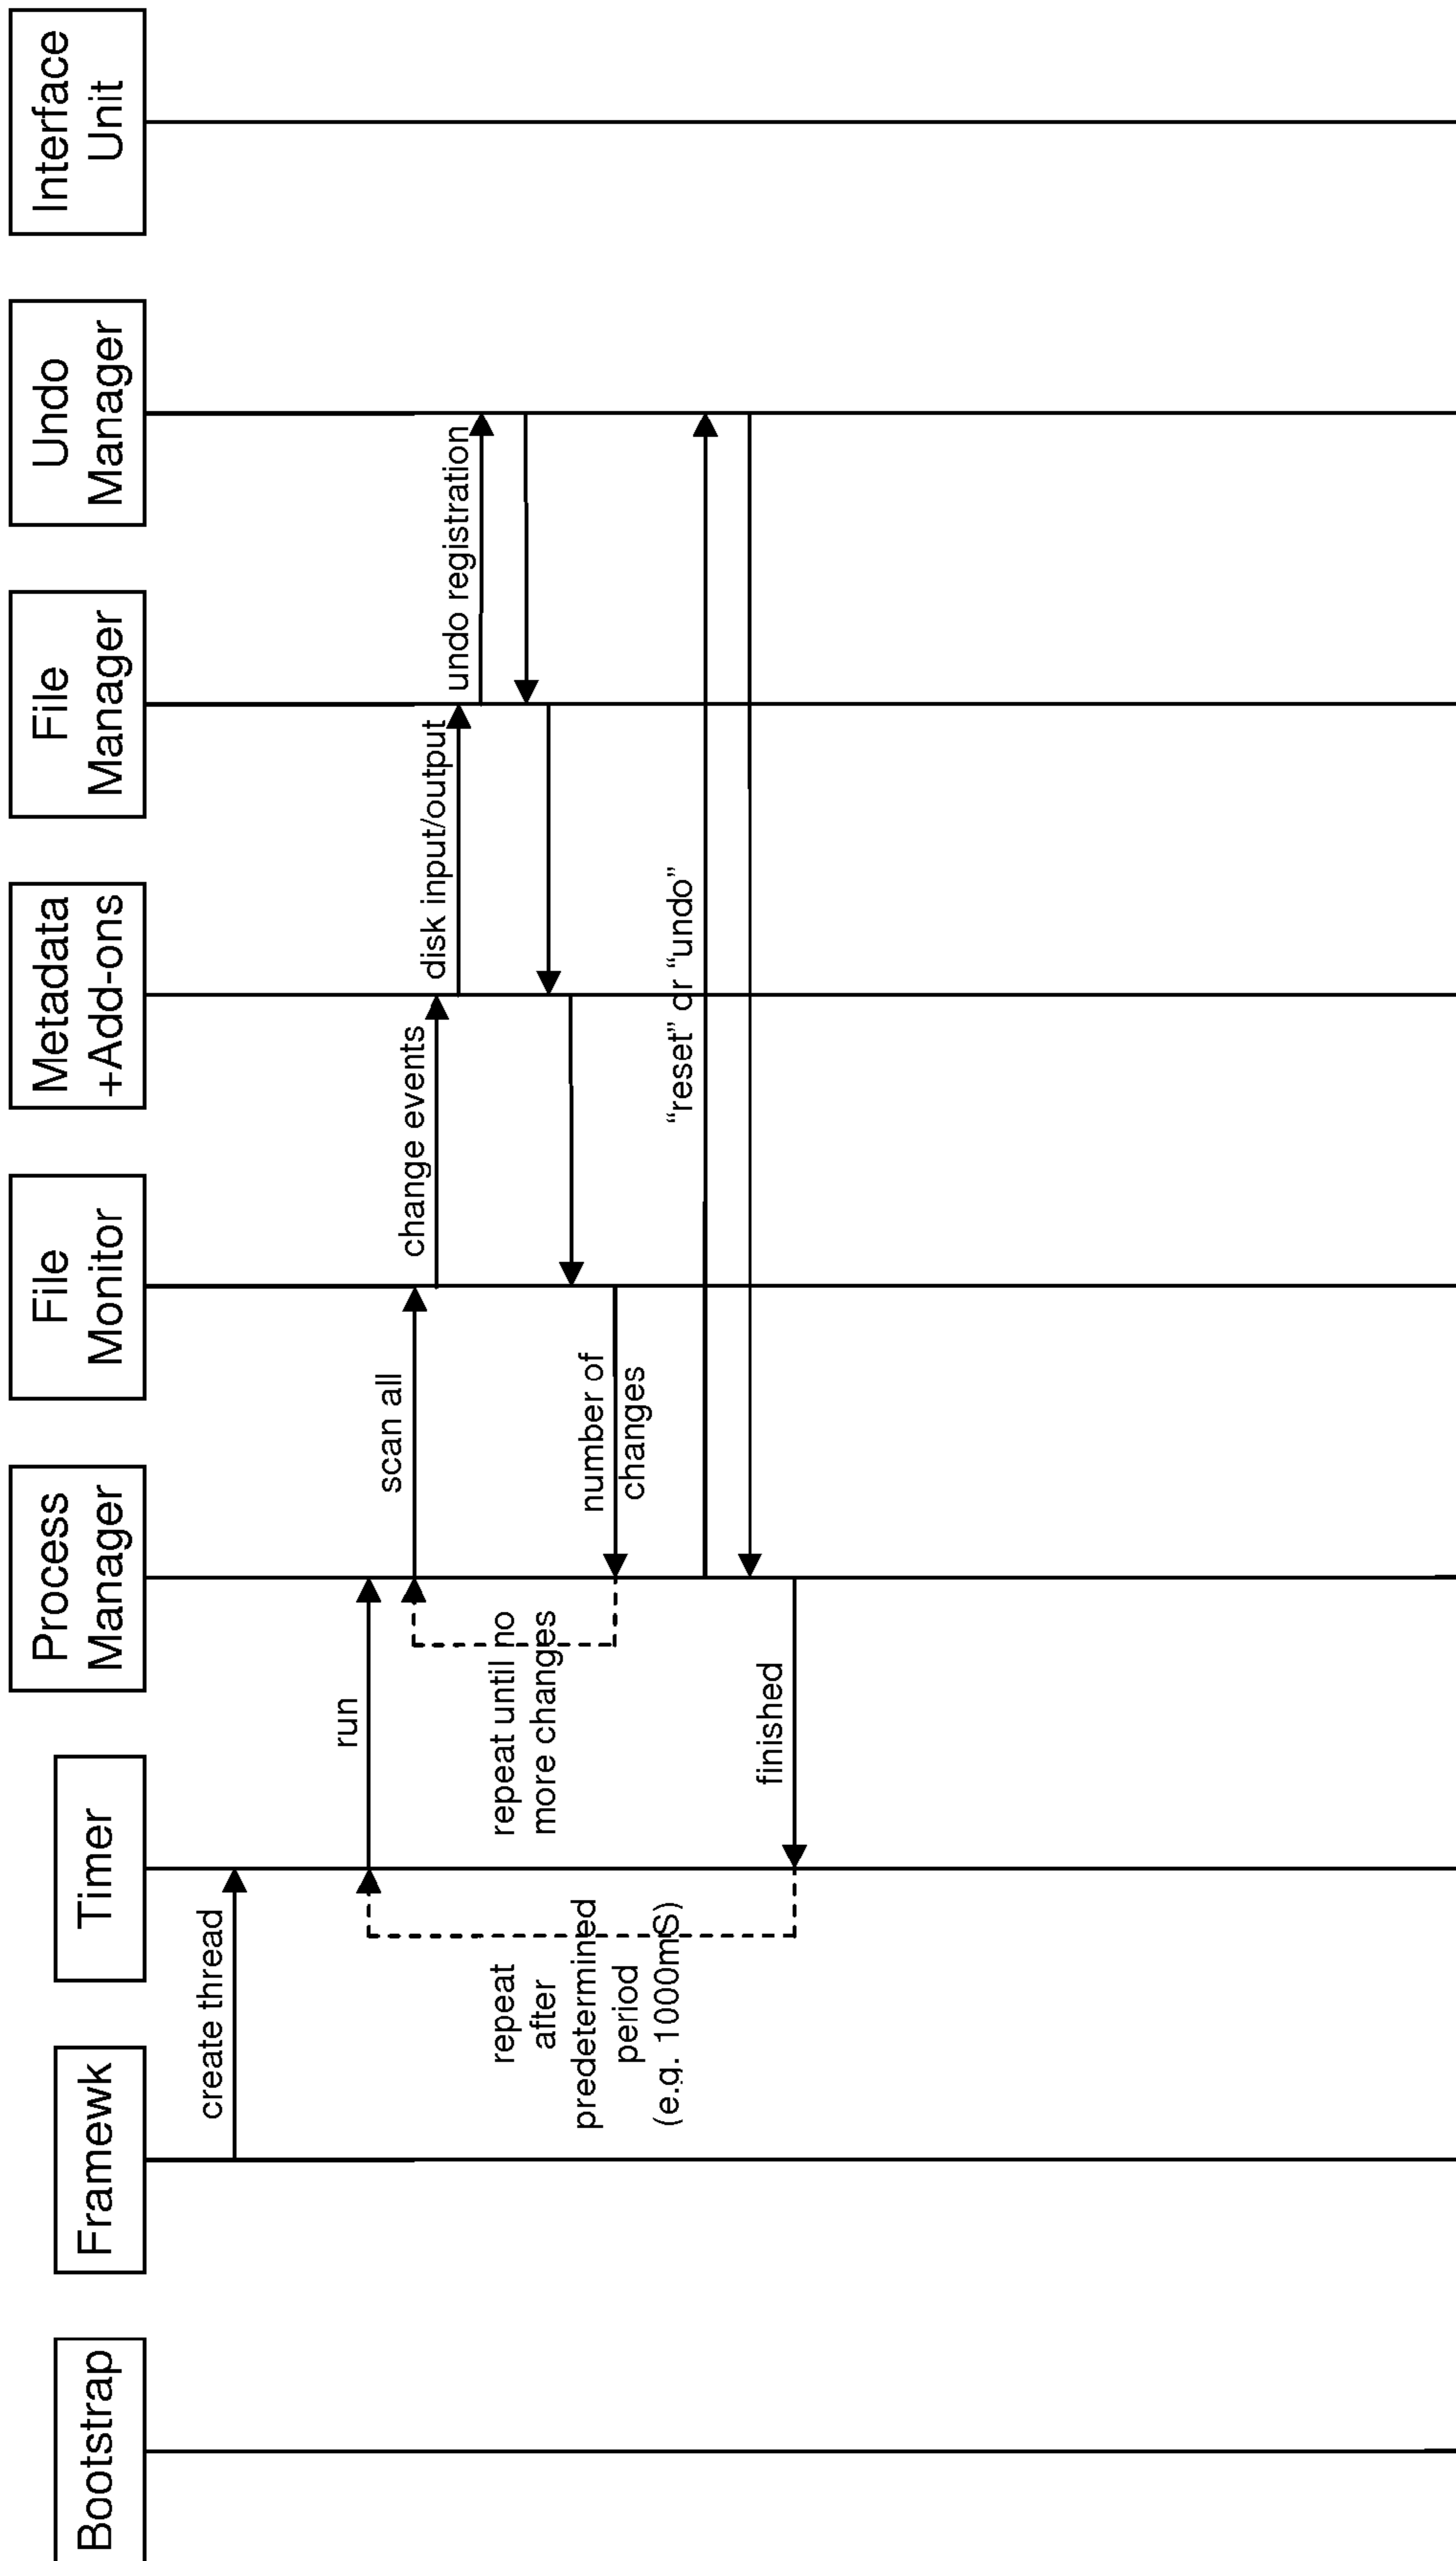 Bootstrap
Framewk
Timer
Process
Manager
File
Monitor
Metadata
+Add-ons
File
Manager
Undo
Manager
Interface
Unit
create thread
run
scan all
change events
disk input/output
undo registration
repeat until no
more changes
number of
changes
repeat
after
predetermined
period
(e.g. 1000mS)
“reset” or “undo”
finished